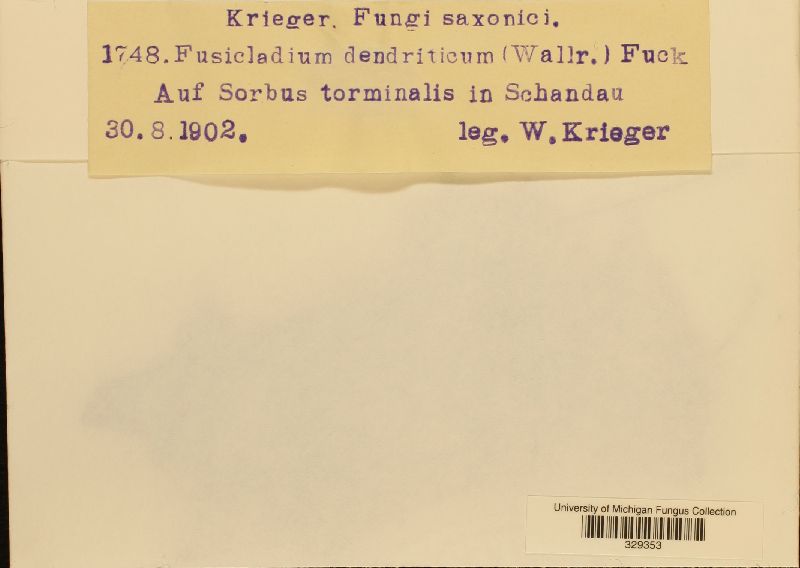 Krieger. Fungi saxonici.
1748. Fusicladium dendriticum (Wallr.) Fuck
Auf Sorbus torminalis in Schandau
30.8.1902. leg. W. Krieger
University of Michigan Fungus Collection
329353